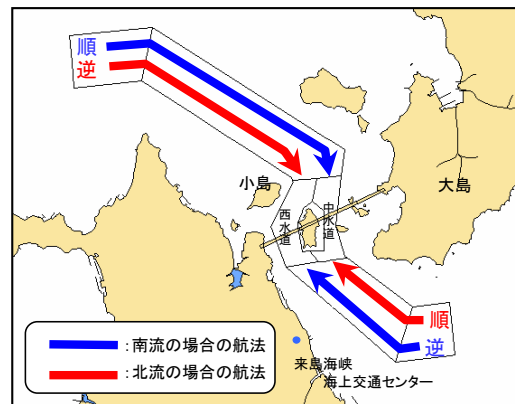 順
逆
小島
大島
西水道
中水道
順
逆
:南流の場合の航法
:北流の場合の航法
来島海峡
海上交通センター